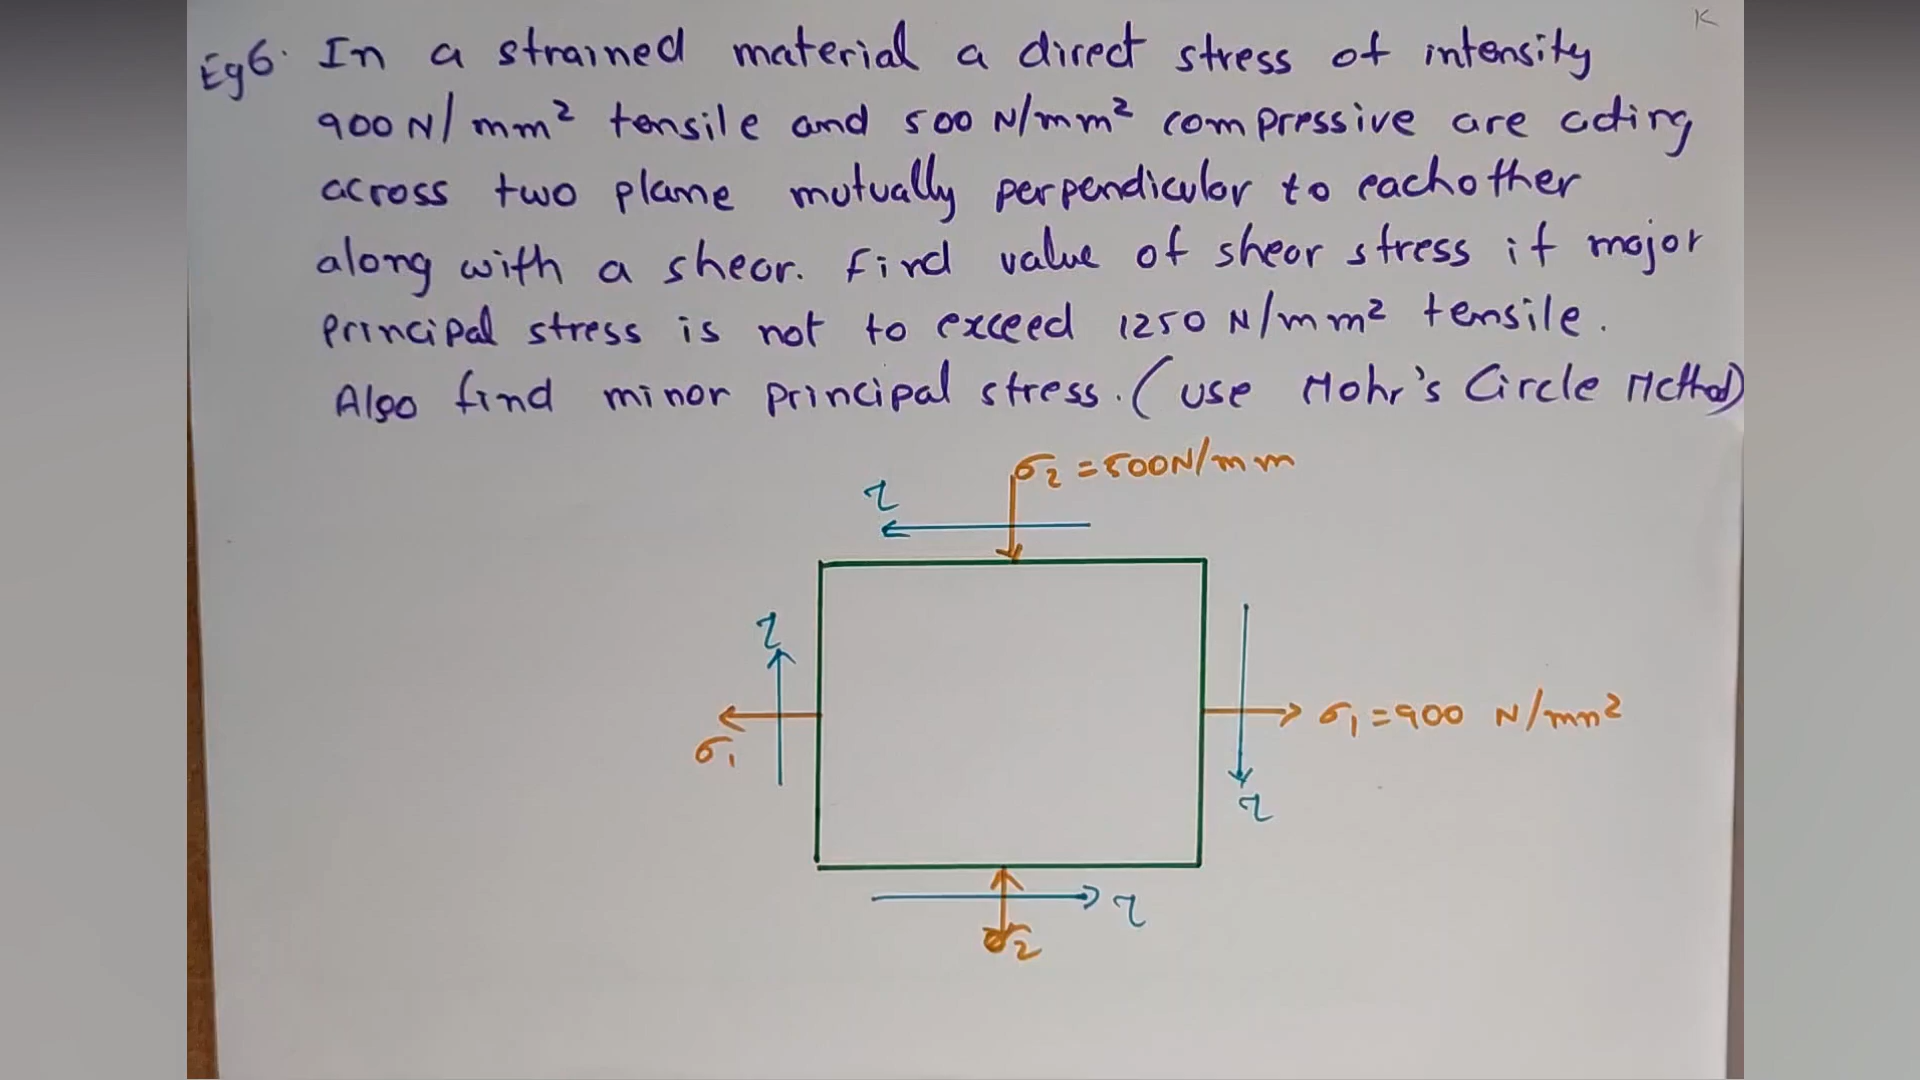 K
Eg6. In a strained material a direct stress of intensity
900 N/mm² tensile and 500 N/mm² compressive are acting
across two plane mutually perpendicular to eachother
along with a shear. Find value of shear stress if major
principal stress is not to exceed 1250 N/mm² tensile.
Also find minor principal stress. (use Mohr's Circle Method)
σ2 = 500N/mm
τ
τ
σ1
σ1 = 900 N/mm²
τ
τ
σ2